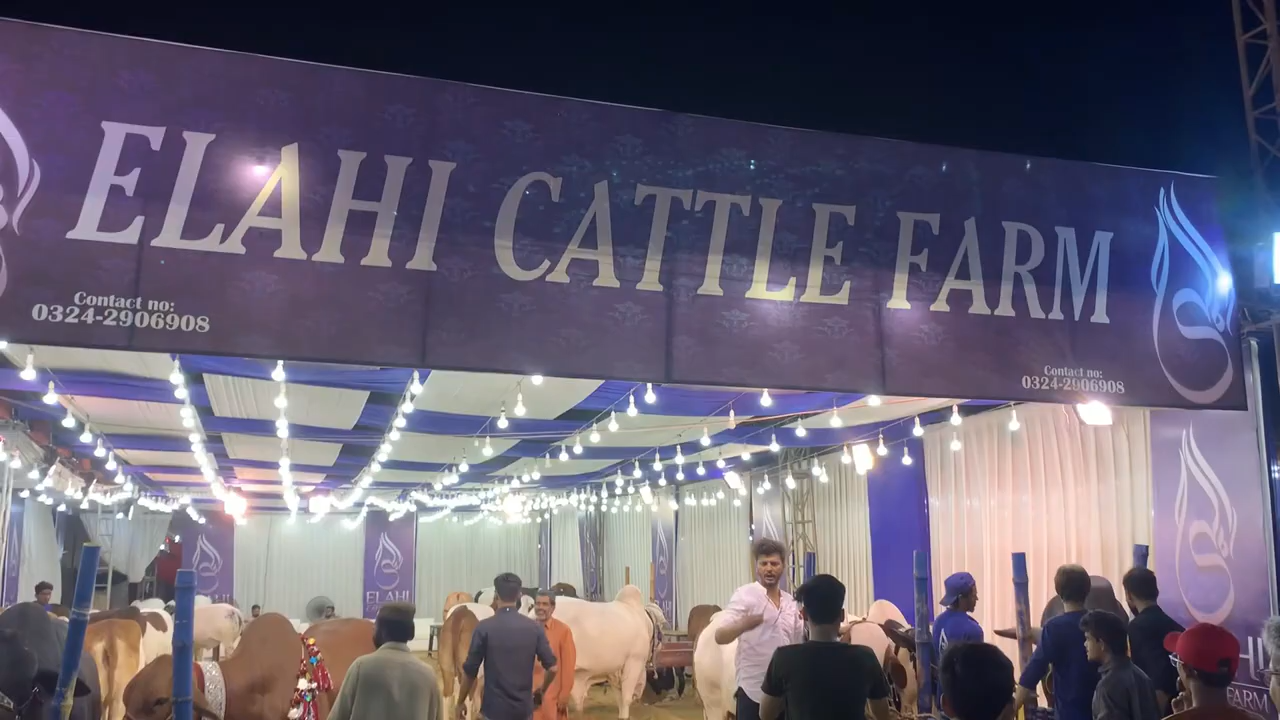 ELAHI CATTLE FARM
Contact no:
0324-2906908
Contact no:
0324-2906908
ELAHI
FARM